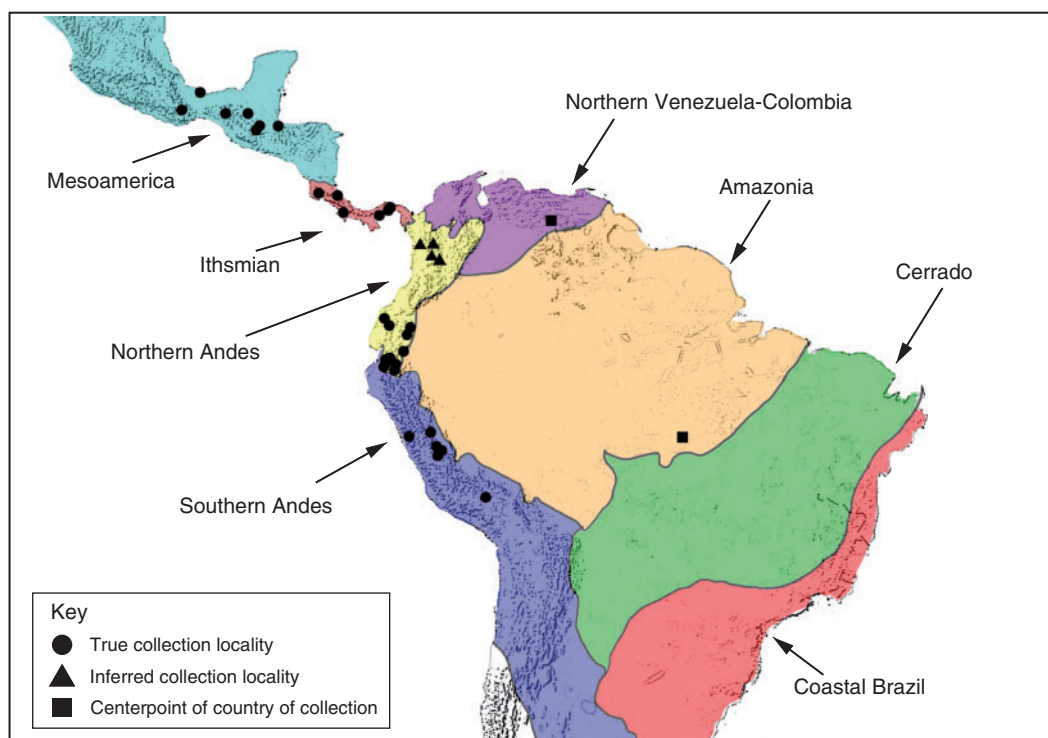 Northern Venezuela-Colombia
Mesoamerica
Amazonia
Ithsmian
Cerrado
Northern Andes
Southern Andes
Key
True collection locality
Inferred collection locality
Centerpoint of country of collection
Coastal Brazil